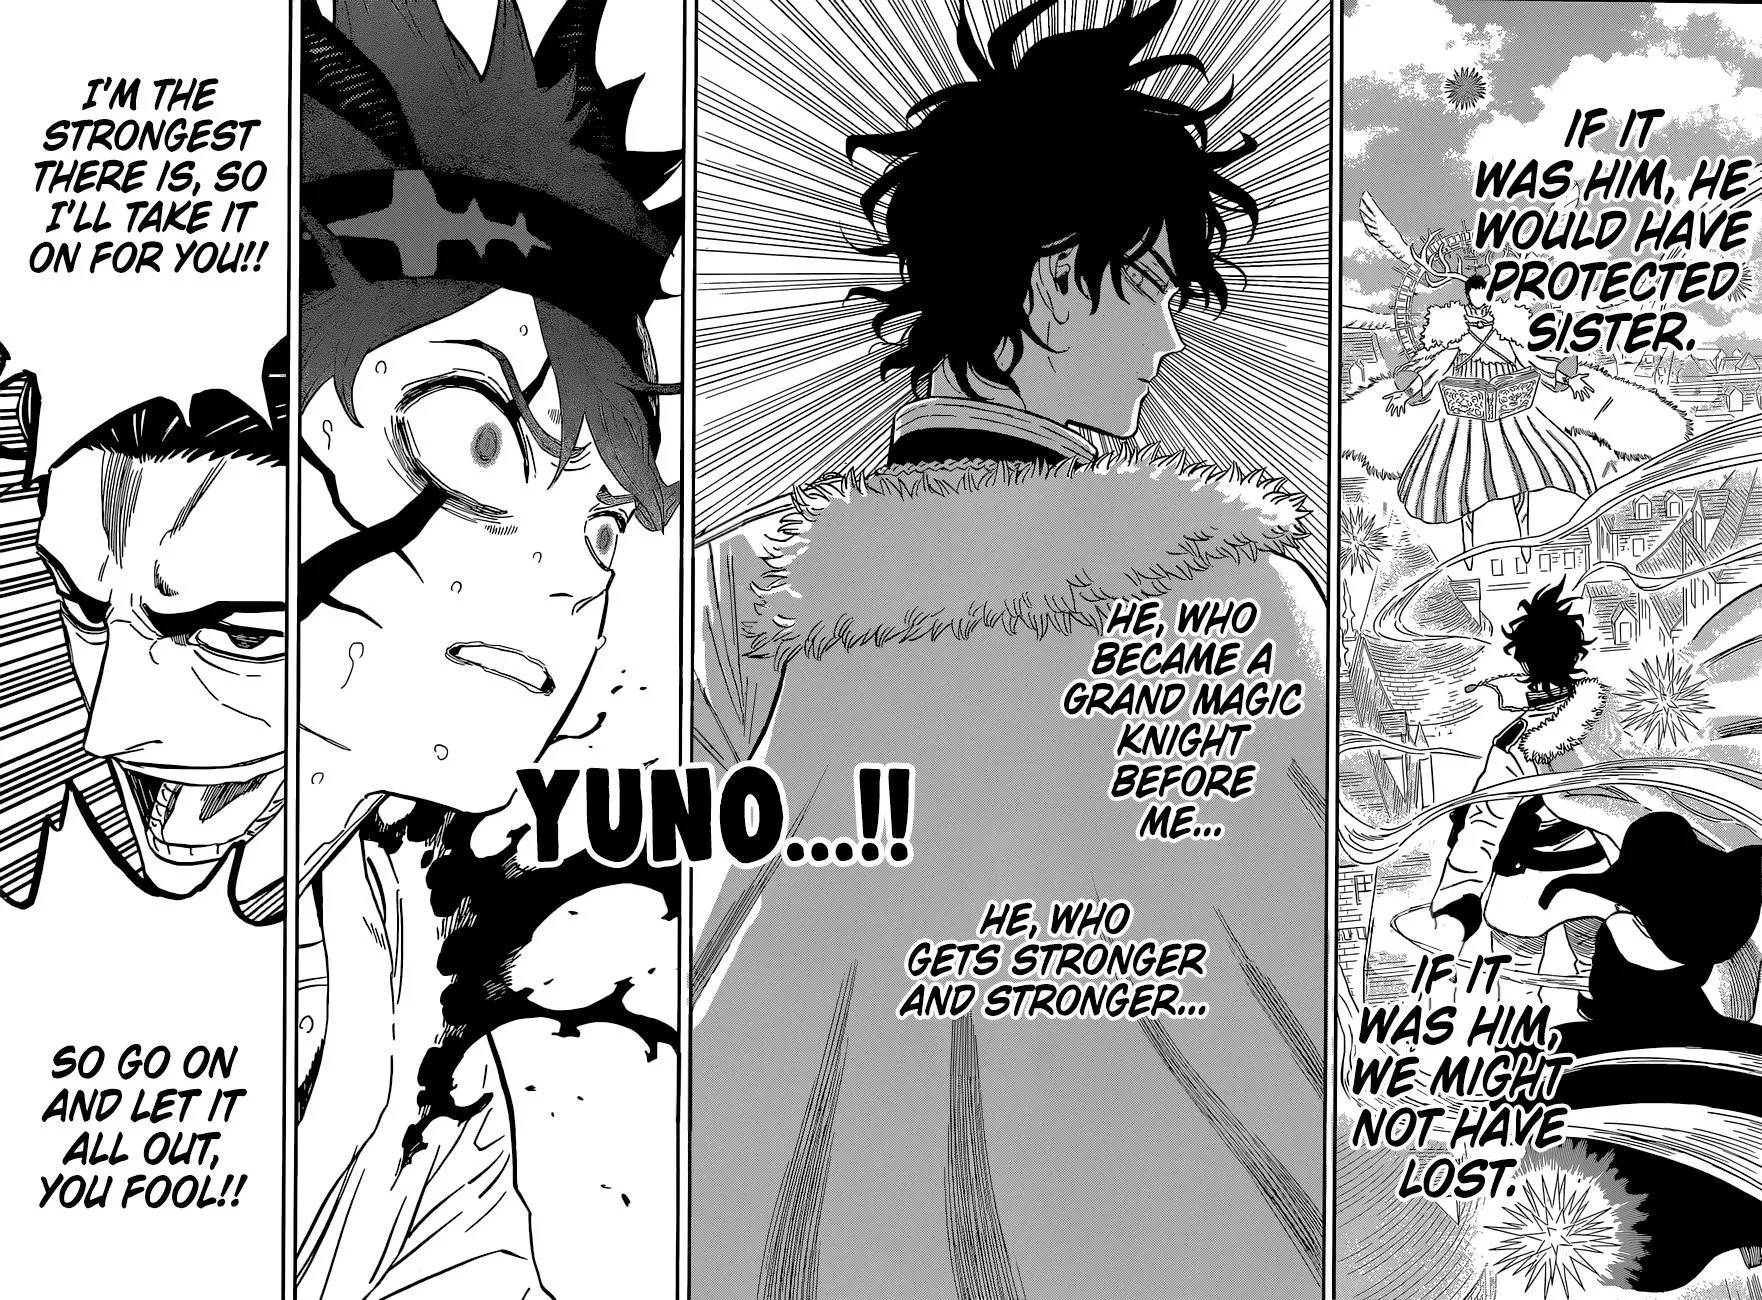 IF IT
WAS HIM, HE
WOULD HAVE
PROTECTED
SISTER.
IF IT
WAS HIM,
WE MIGHT
NOT HAVE
LOST.
HE, WHO
BECAME A
GRAND MAGIC
KNIGHT
BEFORE
ME...
HE, WHO
GETS STRONGER
AND STRONGER...
YUNO...!!
I'M THE
STRONGEST
THERE IS, SO
I'LL TAKE IT
ON FOR YOU!!
SO GO ON
AND LET IT
ALL OUT,
YOU FOOL!!